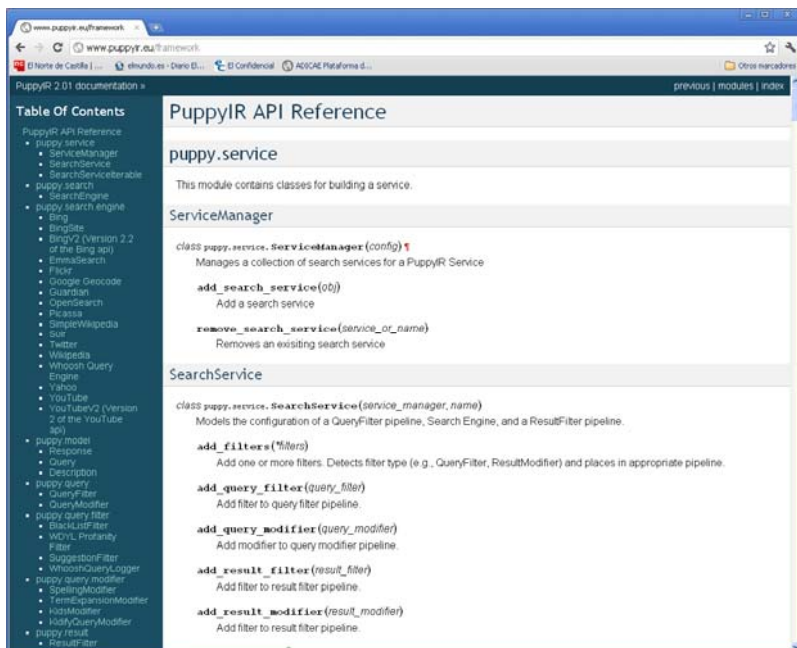 www.puppyir.eu/framework
www.puppyir.eu/framework
El Norte de Castilla | ... elmundo.es - Diario El... El Confidencial ADICAE Plataforma d... Otros marcadores
PuppyIR 2.01 documentation » previous | modules | index
Table Of Contents
PuppyIR API Reference
puppy.service
ServiceManager
SearchService
SearchServiceIterable
puppy.search
SearchEngine
puppy.search.engine
Bing
BingSite
BingV2 (Version 2.2
of the Bing api)
EmmaSearch
Flickr
Google Geocode
Guardian
OpenSearch
Picassa
SimpleWikipedia
Twitter
Wikipedia
Whoosh Query
Engine
Yahoo
YouTube
YouTubeV2 (Version
2 of the YouTube
api)
puppy.model
Response
Query
Description
puppy.query
QueryFilter
QueryModifier
puppy.query.filter
BlackListFilter
WDYL Profanity
Filter
SuggestionFilter
WhooshQueryLogger
puppy.query.modifier
SpellingModifier
TermExpansionModifier
KidsModifier
KidifyQueryModifier
puppy.result
ResultFilter
PuppyIR API Reference
puppy.service
This module contains classes for building a service.
ServiceManager
class puppy.service.ServiceManager(config) ¶
Manages a collection of search services for a PuppyIR Service
add_search_service(obj)
Add a search service
remove_search_service(service_or_name)
Removes an exisiting search service
SearchService
class puppy.service.SearchService(service_manager, name)
Models the configuration of a QueryFilter pipeline, Search Engine, and a ResultFilter pipeline.
add_filters(*filters)
Add one or more filters. Detects filter type (e.g., QueryFilter, ResultModifier) and places in appropriate pipeline.
add_query_filter(query_filter)
Add filter to query filter pipeline.
add_query_modifier(query_modifier)
Add modifier to query modifier pipeline.
add_result_filter(result_filter)
Add filter to result filter pipeline.
add_result_modifier(result_modifier)
Add filter to result filter pipeline.